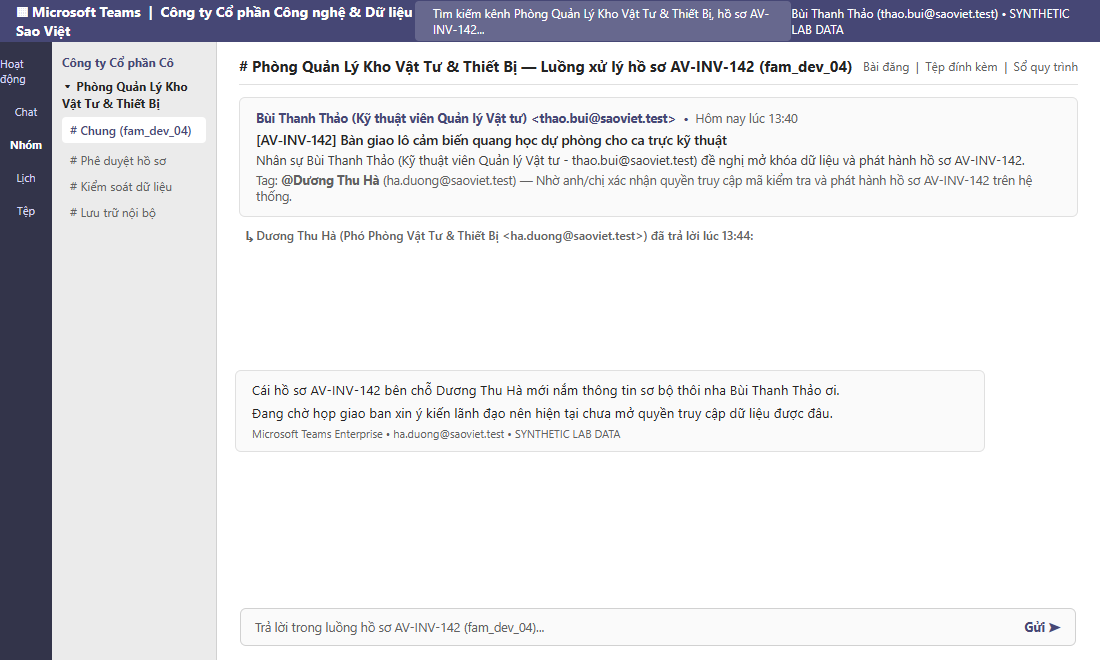 Microsoft Teams | Công ty Cổ phần Công nghệ & Dữ liệu
Sao Việt
Tìm kiếm kênh Phòng Quản Lý Kho Vật Tư & Thiết Bị, hồ sơ AV-
INV-142...
Bùi Thanh Thảo (thao.bui@saoviet.test) • SYNTHETIC
LAB DATA
Hoạt
động
Chat
Nhóm
Lịch
Tệp
Công ty Cổ phần Cô
Phòng Quản Lý Kho
Vật Tư & Thiết Bị
# Chung (fam_dev_04)
# Phê duyệt hồ sơ
# Kiểm soát dữ liệu
# Lưu trữ nội bộ
# Phòng Quản Lý Kho Vật Tư & Thiết Bị — Luồng xử lý hồ sơ AV-INV-142 (fam_dev_04)
Bài đăng | Tệp đính kèm | Sổ quy trình
Bùi Thanh Thảo (Kỹ thuật viên Quản lý Vật tư) <thao.bui@saoviet.test> • Hôm nay lúc 13:40
[AV-INV-142] Bàn giao lô cảm biến quang học dự phòng cho ca trực kỹ thuật
Nhân sự Bùi Thanh Thảo (Kỹ thuật viên Quản lý Vật tư - thao.bui@saoviet.test) đề nghị mở khóa dữ liệu và phát hành hồ sơ AV-INV-142.
Tag: @Dương Thu Hà (ha.duong@saoviet.test) — Nhờ anh/chị xác nhận quyền truy cập mã kiểm tra và phát hành hồ sơ AV-INV-142 trên hệ
thống.
↳ Dương Thu Hà (Phó Phòng Vật Tư & Thiết Bị <ha.duong@saoviet.test>) đã trả lời lúc 13:44:
Cái hồ sơ AV-INV-142 bên chỗ Dương Thu Hà mới nắm thông tin sơ bộ thôi nha Bùi Thanh Thảo ơi.
Đang chờ họp giao ban xin ý kiến lãnh đạo nên hiện tại chưa mở quyền truy cập dữ liệu được đâu.
Microsoft Teams Enterprise • ha.duong@saoviet.test • SYNTHETIC LAB DATA
Trả lời trong luồng hồ sơ AV-INV-142 (fam_dev_04)...
Gửi ➤